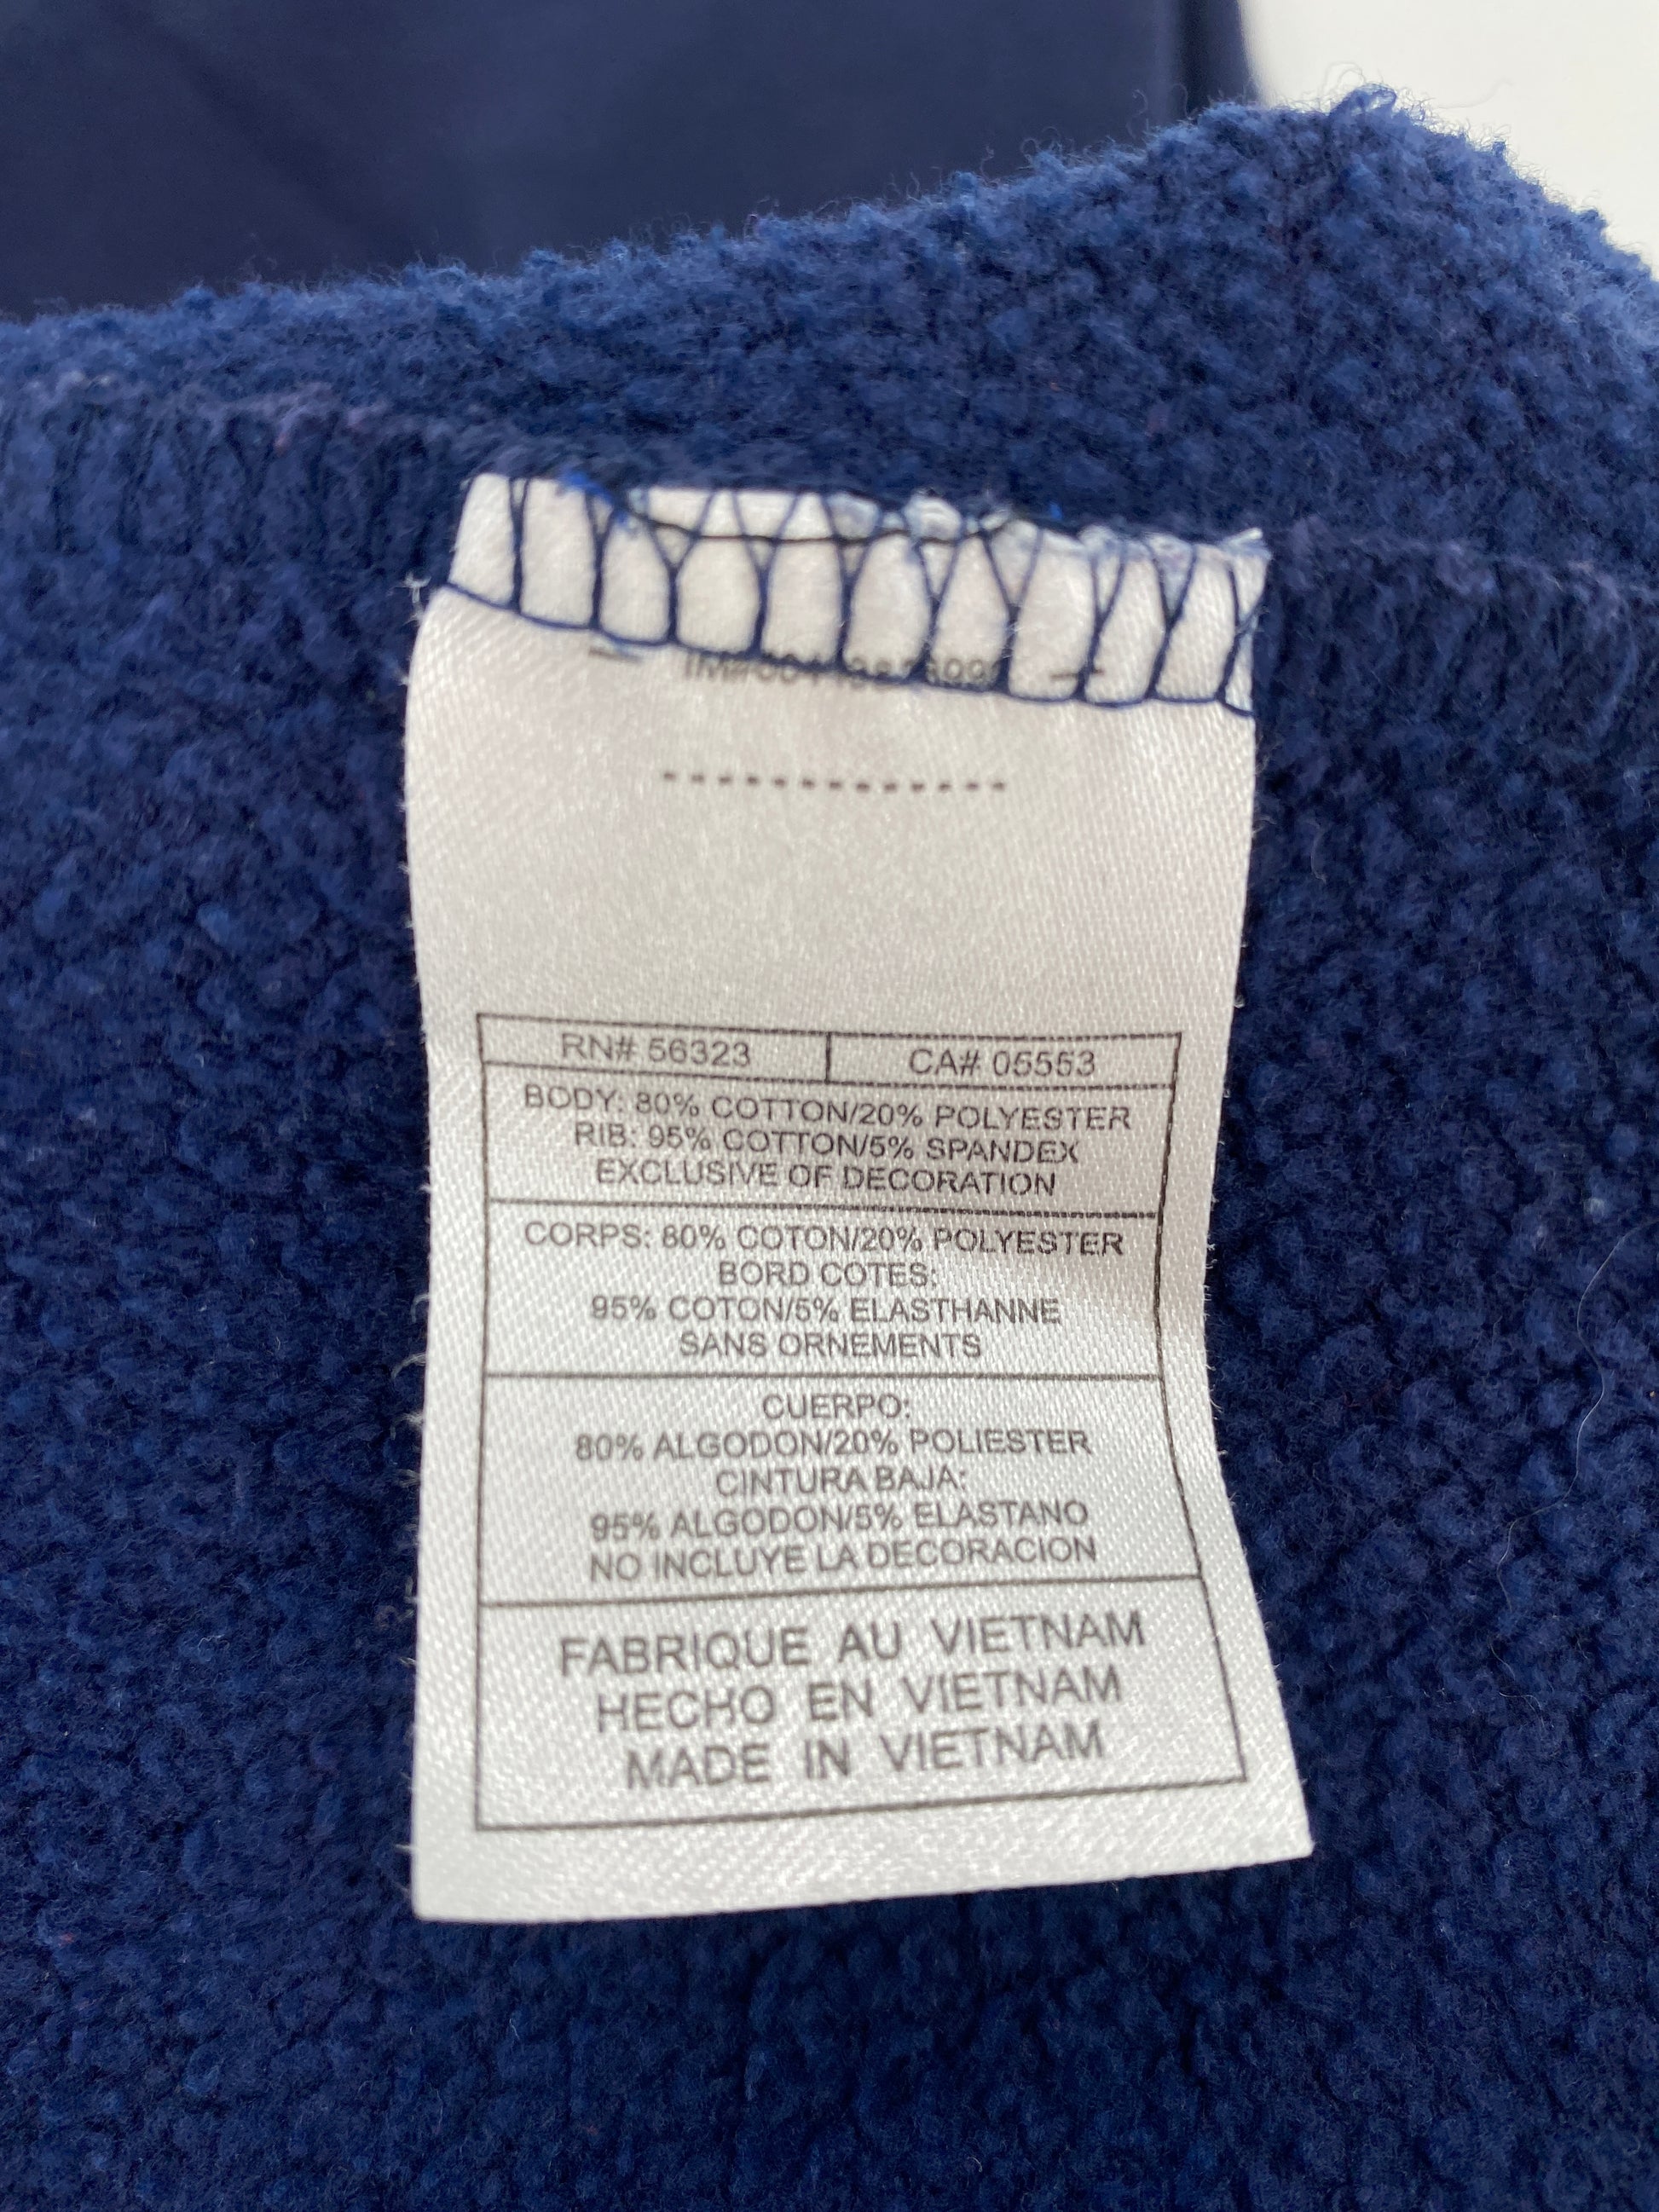 RN# 56323
CA# 05553
BODY: 80% COTTON/20% POLYESTER
RIB: 95% COTTON/5% SPANDEX
EXCLUSIVE OF DECORATION
CORPS: 80% COTON/20% POLYESTER
BORD COTES:
95% COTON/5% ELASTHANNE
SANS ORNEMENTS
CUERPO:
80% ALGODON/20% POLIESTER
CINTURA BAJA:
95% ALGODON/5% ELASTANO
NO INCLUYE LA DECORACION
FABRIQUE AU VIETNAM
HECHO EN VIETNAM
MADE IN VIETNAM